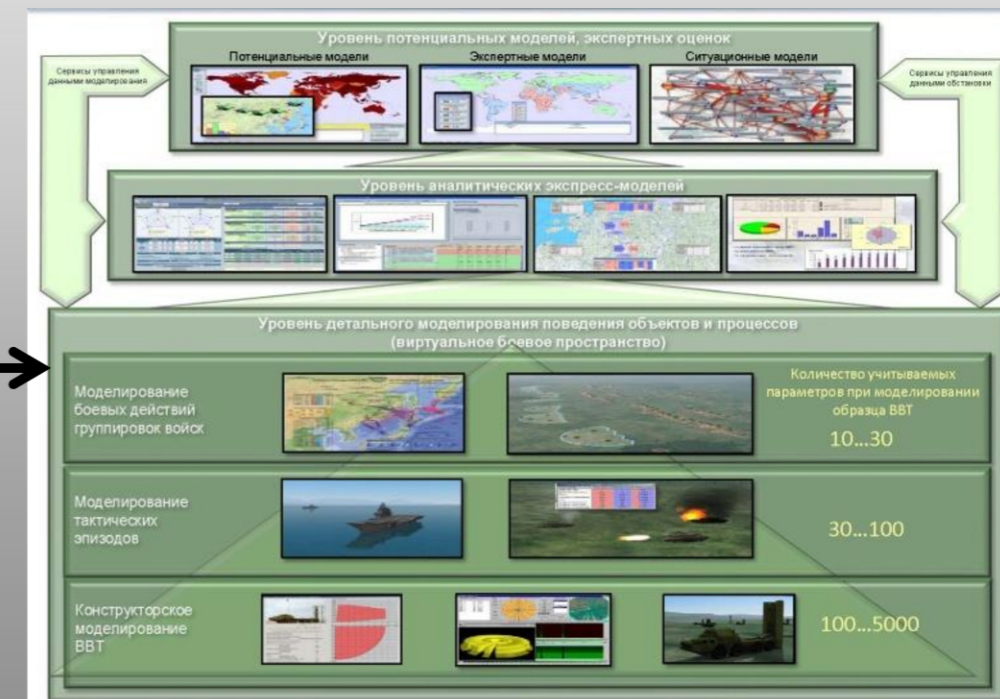 Уровень потенциальных моделей, экспертных оценок
Потенциальные модели
Экспертные модели
Ситуационные модели
Сервисы управления
данными моделирования
Сервисы управления
данными обстановки
Уровень аналитических экспресс-моделей
Уровень детального моделирования поведения объектов и процессов
(виртуальное боевое пространство)
Моделирование
боевых действий
группировок войск
Количество учитываемых
параметров при моделировании
образца ВВТ
10...30
Моделирование
тактических
эпизодов
30...100
Конструкторское
моделирование
ВВТ
100...5000